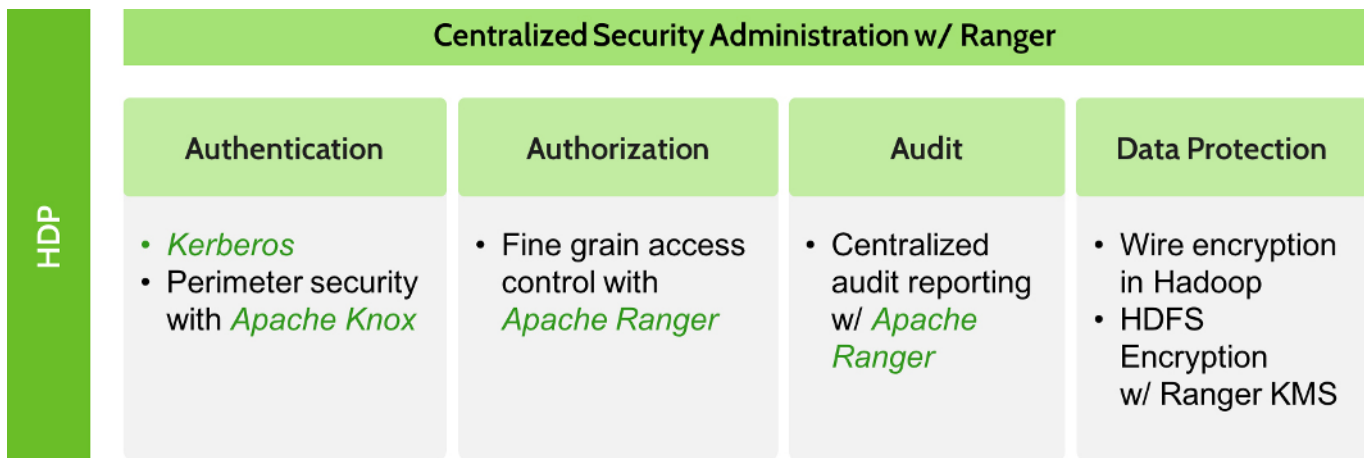 Centralized Security Administration w/ Ranger
HDP
Authentication
• Kerberos
• Perimeter security
with Apache Knox
Authorization
• Fine grain access
control with
Apache Ranger
Audit
• Centralized
audit reporting
w/ Apache
Ranger
Data Protection
• Wire encryption
in Hadoop
• HDFS
Encryption
w/ Ranger KMS